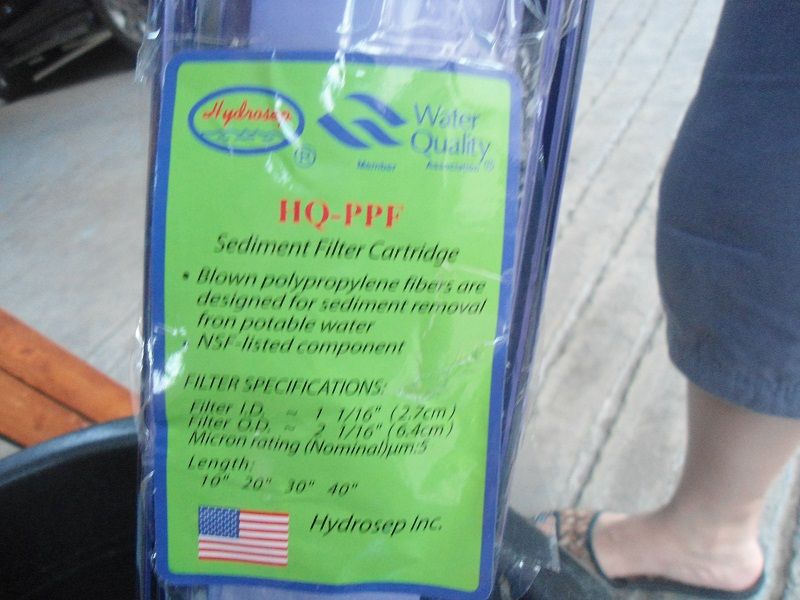 Hydrosep
®
Water
Quality
Member Association ®
HQ-PPF
Sediment Filter Cartridge
• Blown polypropylene fibers are
designed for sediment removal
fron potable water
• NSF-listed component
FILTER SPECIFICATIONS:
Filter I.D. ≈ 1 1/16" (2.7cm)
Filter O.D. ≈ 2 1/16" (6.4cm)
Micron rating (Nominal)µm:5
Length:
10" 20" 30" 40"
Hydrosep Inc.